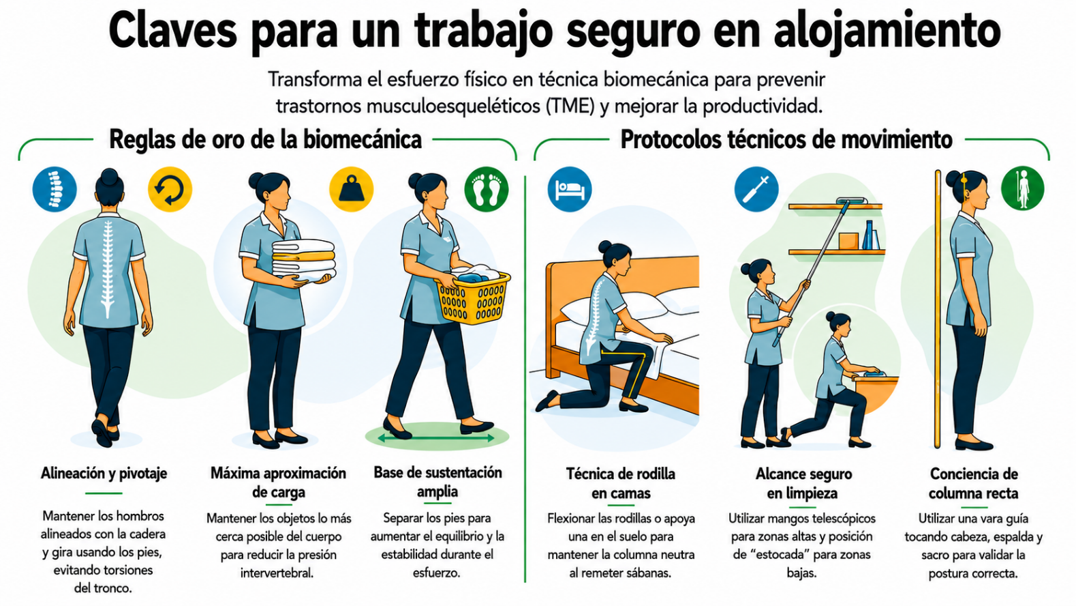 Claves para un trabajo seguro en alojamiento
Transforma el esfuerzo físico en técnica biomecánica para prevenir
trastornos musculoesqueléticos (TME) y mejorar la productividad.
Reglas de oro de la biomecánica
Alineación y pivotaje
Mantener los hombros
alineados con la cadera
y gira usando los pies,
evitando torsiones
del tronco.
Máxima aproximación
de carga
Mantener los objetos lo más
cerca posible del cuerpo
para reducir la presión
intervertebral.
Base de sustentación
amplia
Separar los pies para
aumentar el equilibrio y la
estabilidad durante el
esfuerzo.
Protocolos técnicos de movimiento
Técnica de rodilla
en camas
Flexionar las rodillas o apoya
una en el suelo para
mantener la columna neutra
al remeter sábanas.
Alcance seguro
en limpieza
Utilizar mangos telescópicos
para zonas altas y posición
de “estocada” para zonas
bajas.
Conciencia de
columna recta
Utilizar una vara guía
tocando cabeza, espalda y
sacro para validar la
postura correcta.